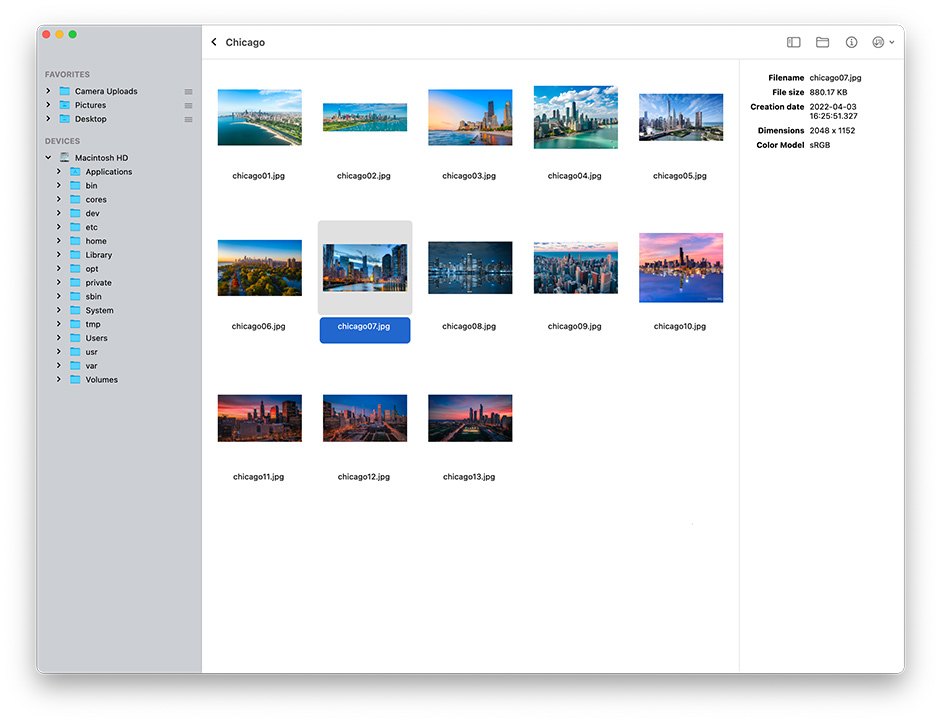 Chicago
FAVORITES
Camera Uploads
Pictures
Desktop
DEVICES
Macintosh HD
Applications
bin
cores
dev
etc
home
Library
opt
private
sbin
System
tmp
Users
usr
var
Volumes
chicago01.jpg chicago02.jpg chicago03.jpg chicago04.jpg chicago05.jpg
chicago06.jpg chicago07.jpg chicago08.jpg chicago09.jpg chicago10.jpg
chicago11.jpg chicago12.jpg chicago13.jpg
Filename chicago07.jpg
File size 880.17 KB
Creation date 2022-04-03
16:25:51.327
Dimensions 2048 x 1152
Color Model sRGB